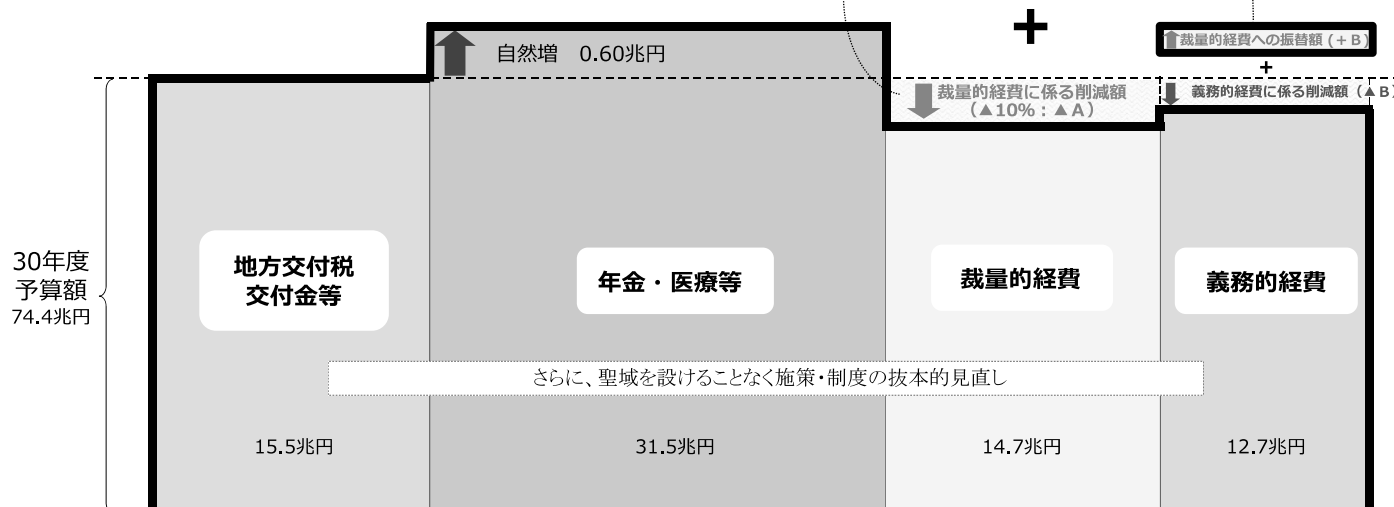 +
裁量的経費への振替額 (+B)
自然増 0.60兆円
+
裁量的経費に係る削減額
(▲10%:▲A)
義務的経費に係る削減額(▲B)
30年度
予算額
74.4兆円
地方交付税
交付金等
年金・医療等
裁量的経費
義務的経費
さらに、聖域を設けることなく施策・制度の抜本的見直し
15.5兆円
31.5兆円
14.7兆円
12.7兆円